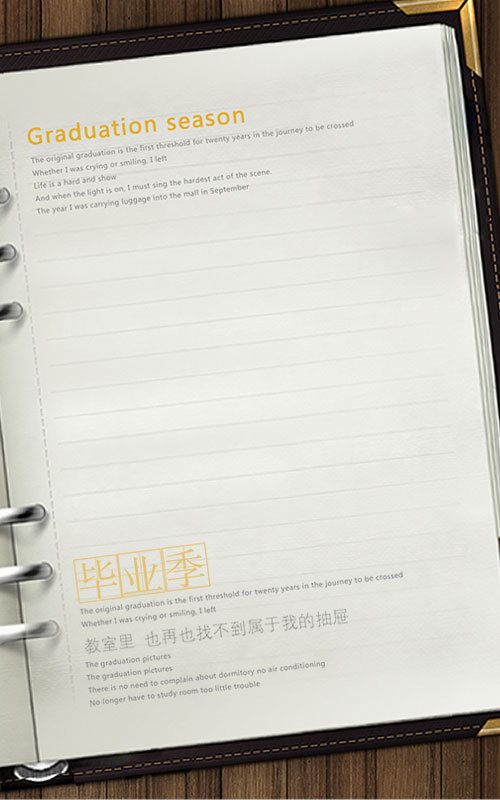 Graduation season
The original graduation is the first threshold for twenty years in the journey to be crossed
Whether I was crying or smiling, I left
Life is a hard and show
And when the light is on, I must sing the hardest act of the scene.
The year I was carrying luggage into the mall in September
毕业季
The original graduation is the first threshold for twenty years in the journey to be crossed
Whether I was crying or smiling, I left
教室里 也再也找不到属于我的抽屉
The graduation pictures
The graduation pictures
There is no need to complain about dormitory no air conditioning
No longer have to study room too little trouble